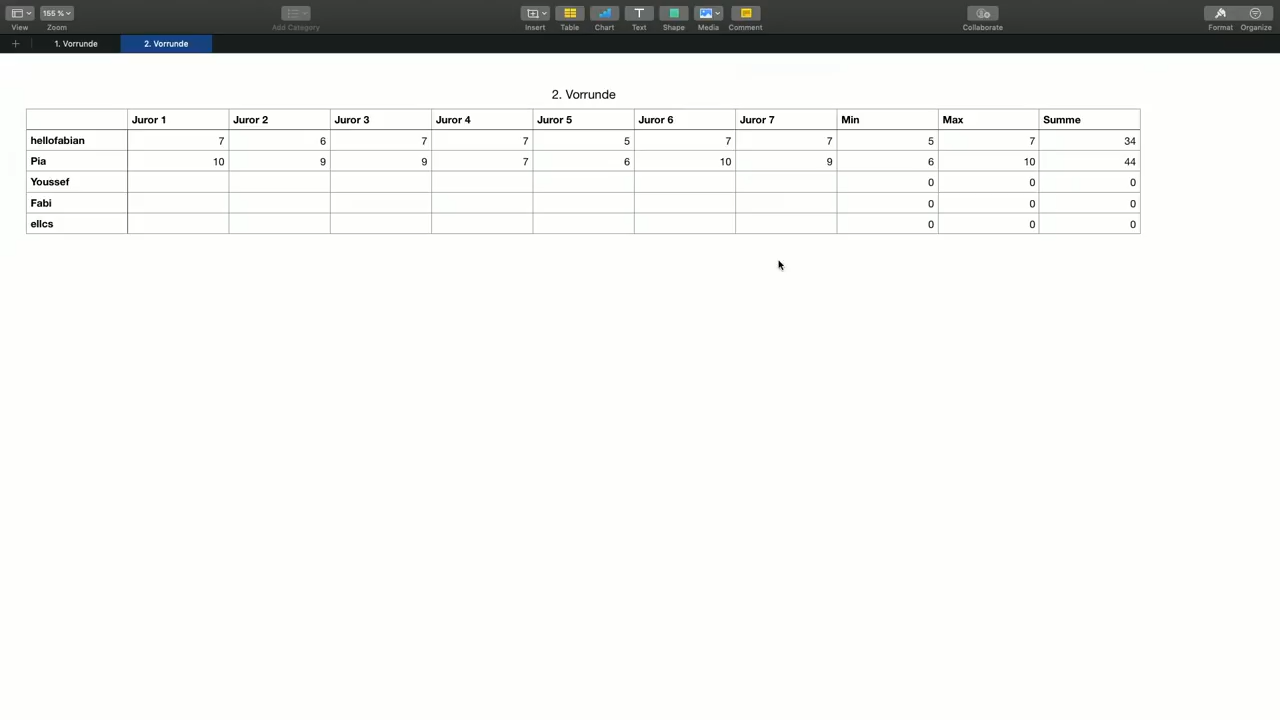 155 %
View Zoom Add Category Insert Table Chart Text Shape Media Comment Collaborate Format Organize
1. Vorrunde 2. Vorrunde
2. Vorrunde
Juror 1 Juror 2 Juror 3 Juror 4 Juror 5 Juror 6 Juror 7 Min Max Summe
hellofabian 7 6 7 7 5 7 7 5 7 34
Pia 10 9 9 7 6 10 9 6 10 44
Youssef 0 0 0
Fabi 0 0 0
ellcs 0 0 0